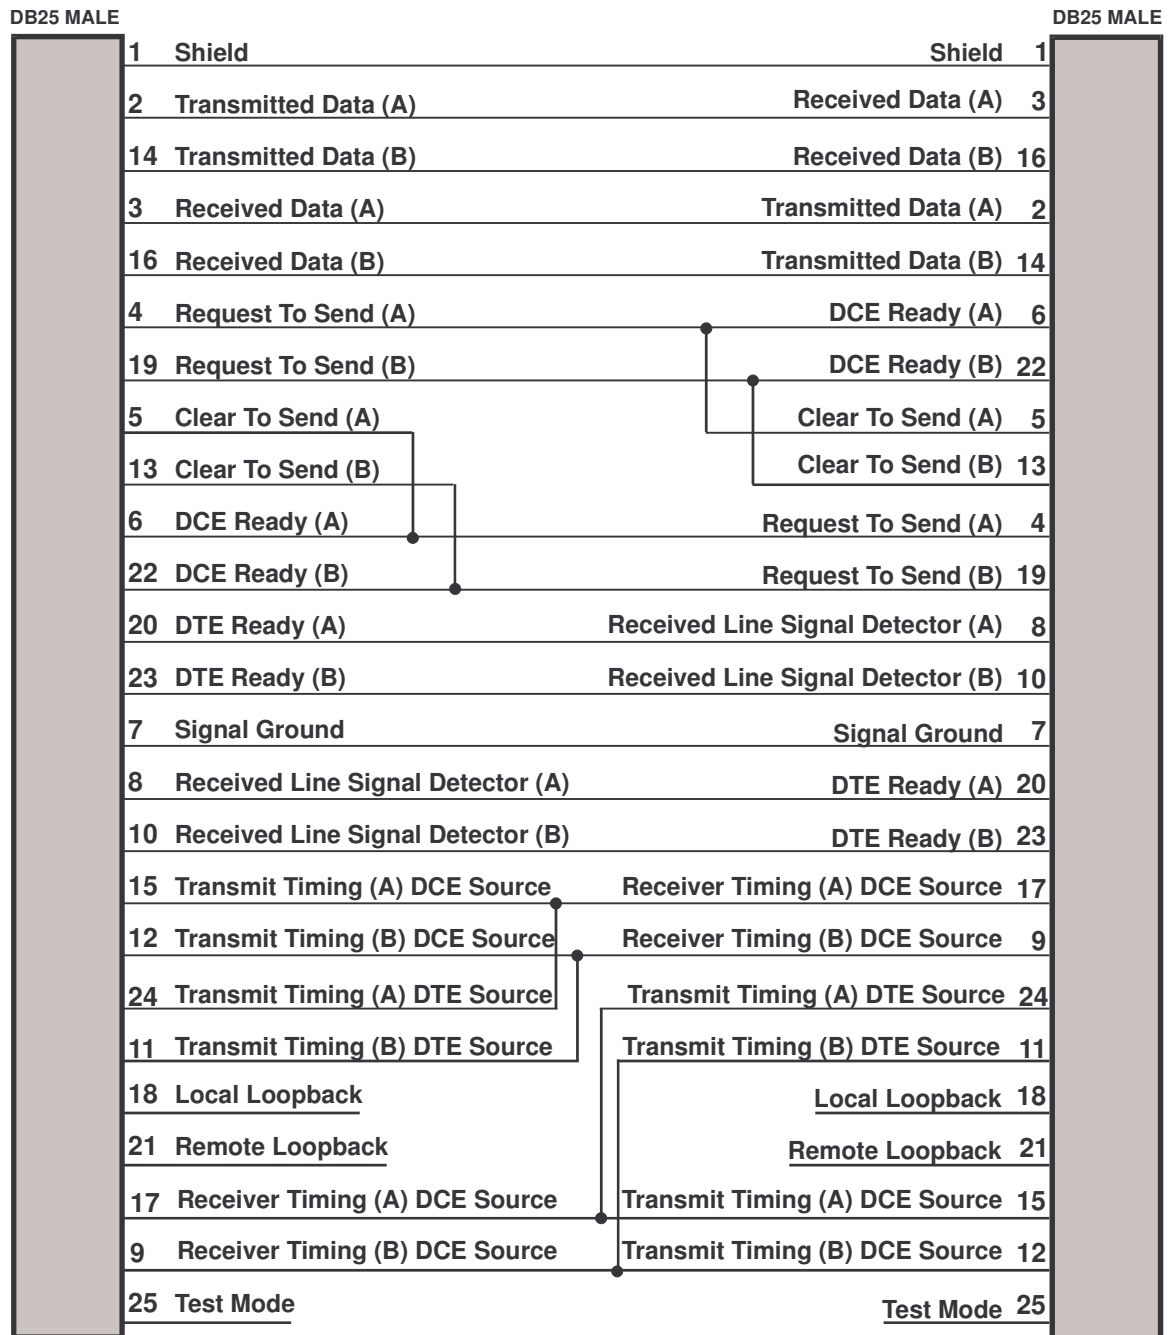 DB25 MALE DB25 MALE
1 Shield Shield 1
2 Transmitted Data (A) Received Data (A) 3
14 Transmitted Data (B) Received Data (B) 16
3 Received Data (A) Transmitted Data (A) 2
16 Received Data (B) Transmitted Data (B) 14
4 Request To Send (A) DCE Ready (A) 6
19 Request To Send (B) DCE Ready (B) 22
5 Clear To Send (A) Clear To Send (A) 5
13 Clear To Send (B) Clear To Send (B) 13
6 DCE Ready (A) Request To Send (A) 4
22 DCE Ready (B) Request To Send (B) 19
20 DTE Ready (A) Received Line Signal Detector (A) 8
23 DTE Ready (B) Received Line Signal Detector (B) 10
7 Signal Ground Signal Ground 7
8 Received Line Signal Detector (A) DTE Ready (A) 20
10 Received Line Signal Detector (B) DTE Ready (B) 23
15 Transmit Timing (A) DCE Source Receiver Timing (A) DCE Source 17
12 Transmit Timing (B) DCE Source Receiver Timing (B) DCE Source 9
24 Transmit Timing (A) DTE Source Transmit Timing (A) DTE Source 24
11 Transmit Timing (B) DTE Source Transmit Timing (B) DTE Source 11
18 Local Loopback Local Loopback 18
21 Remote Loopback Remote Loopback 21
17 Receiver Timing (A) DCE Source Transmit Timing (A) DCE Source 15
9 Receiver Timing (B) DCE Source Transmit Timing (B) DCE Source 12
25 Test Mode Test Mode 25